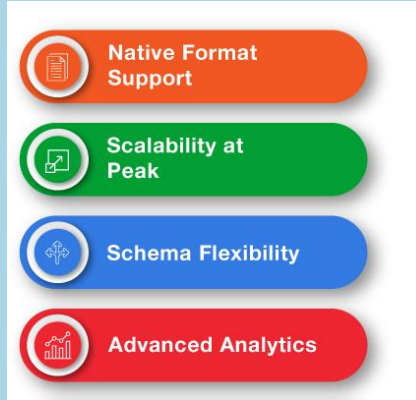 Native Format
Support
Scalability at
Peak
Schema Flexibility
Advanced Analytics